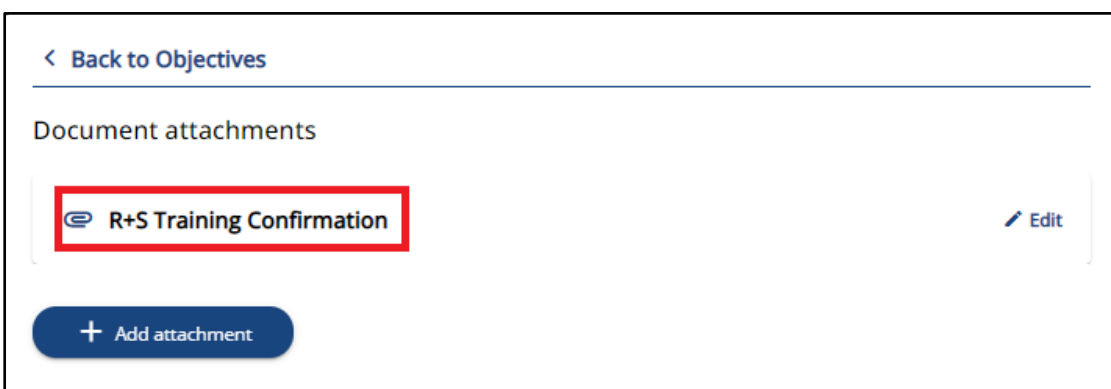 Back to Objectives
Document attachments
R+S Training Confirmation
Edit
Add attachment